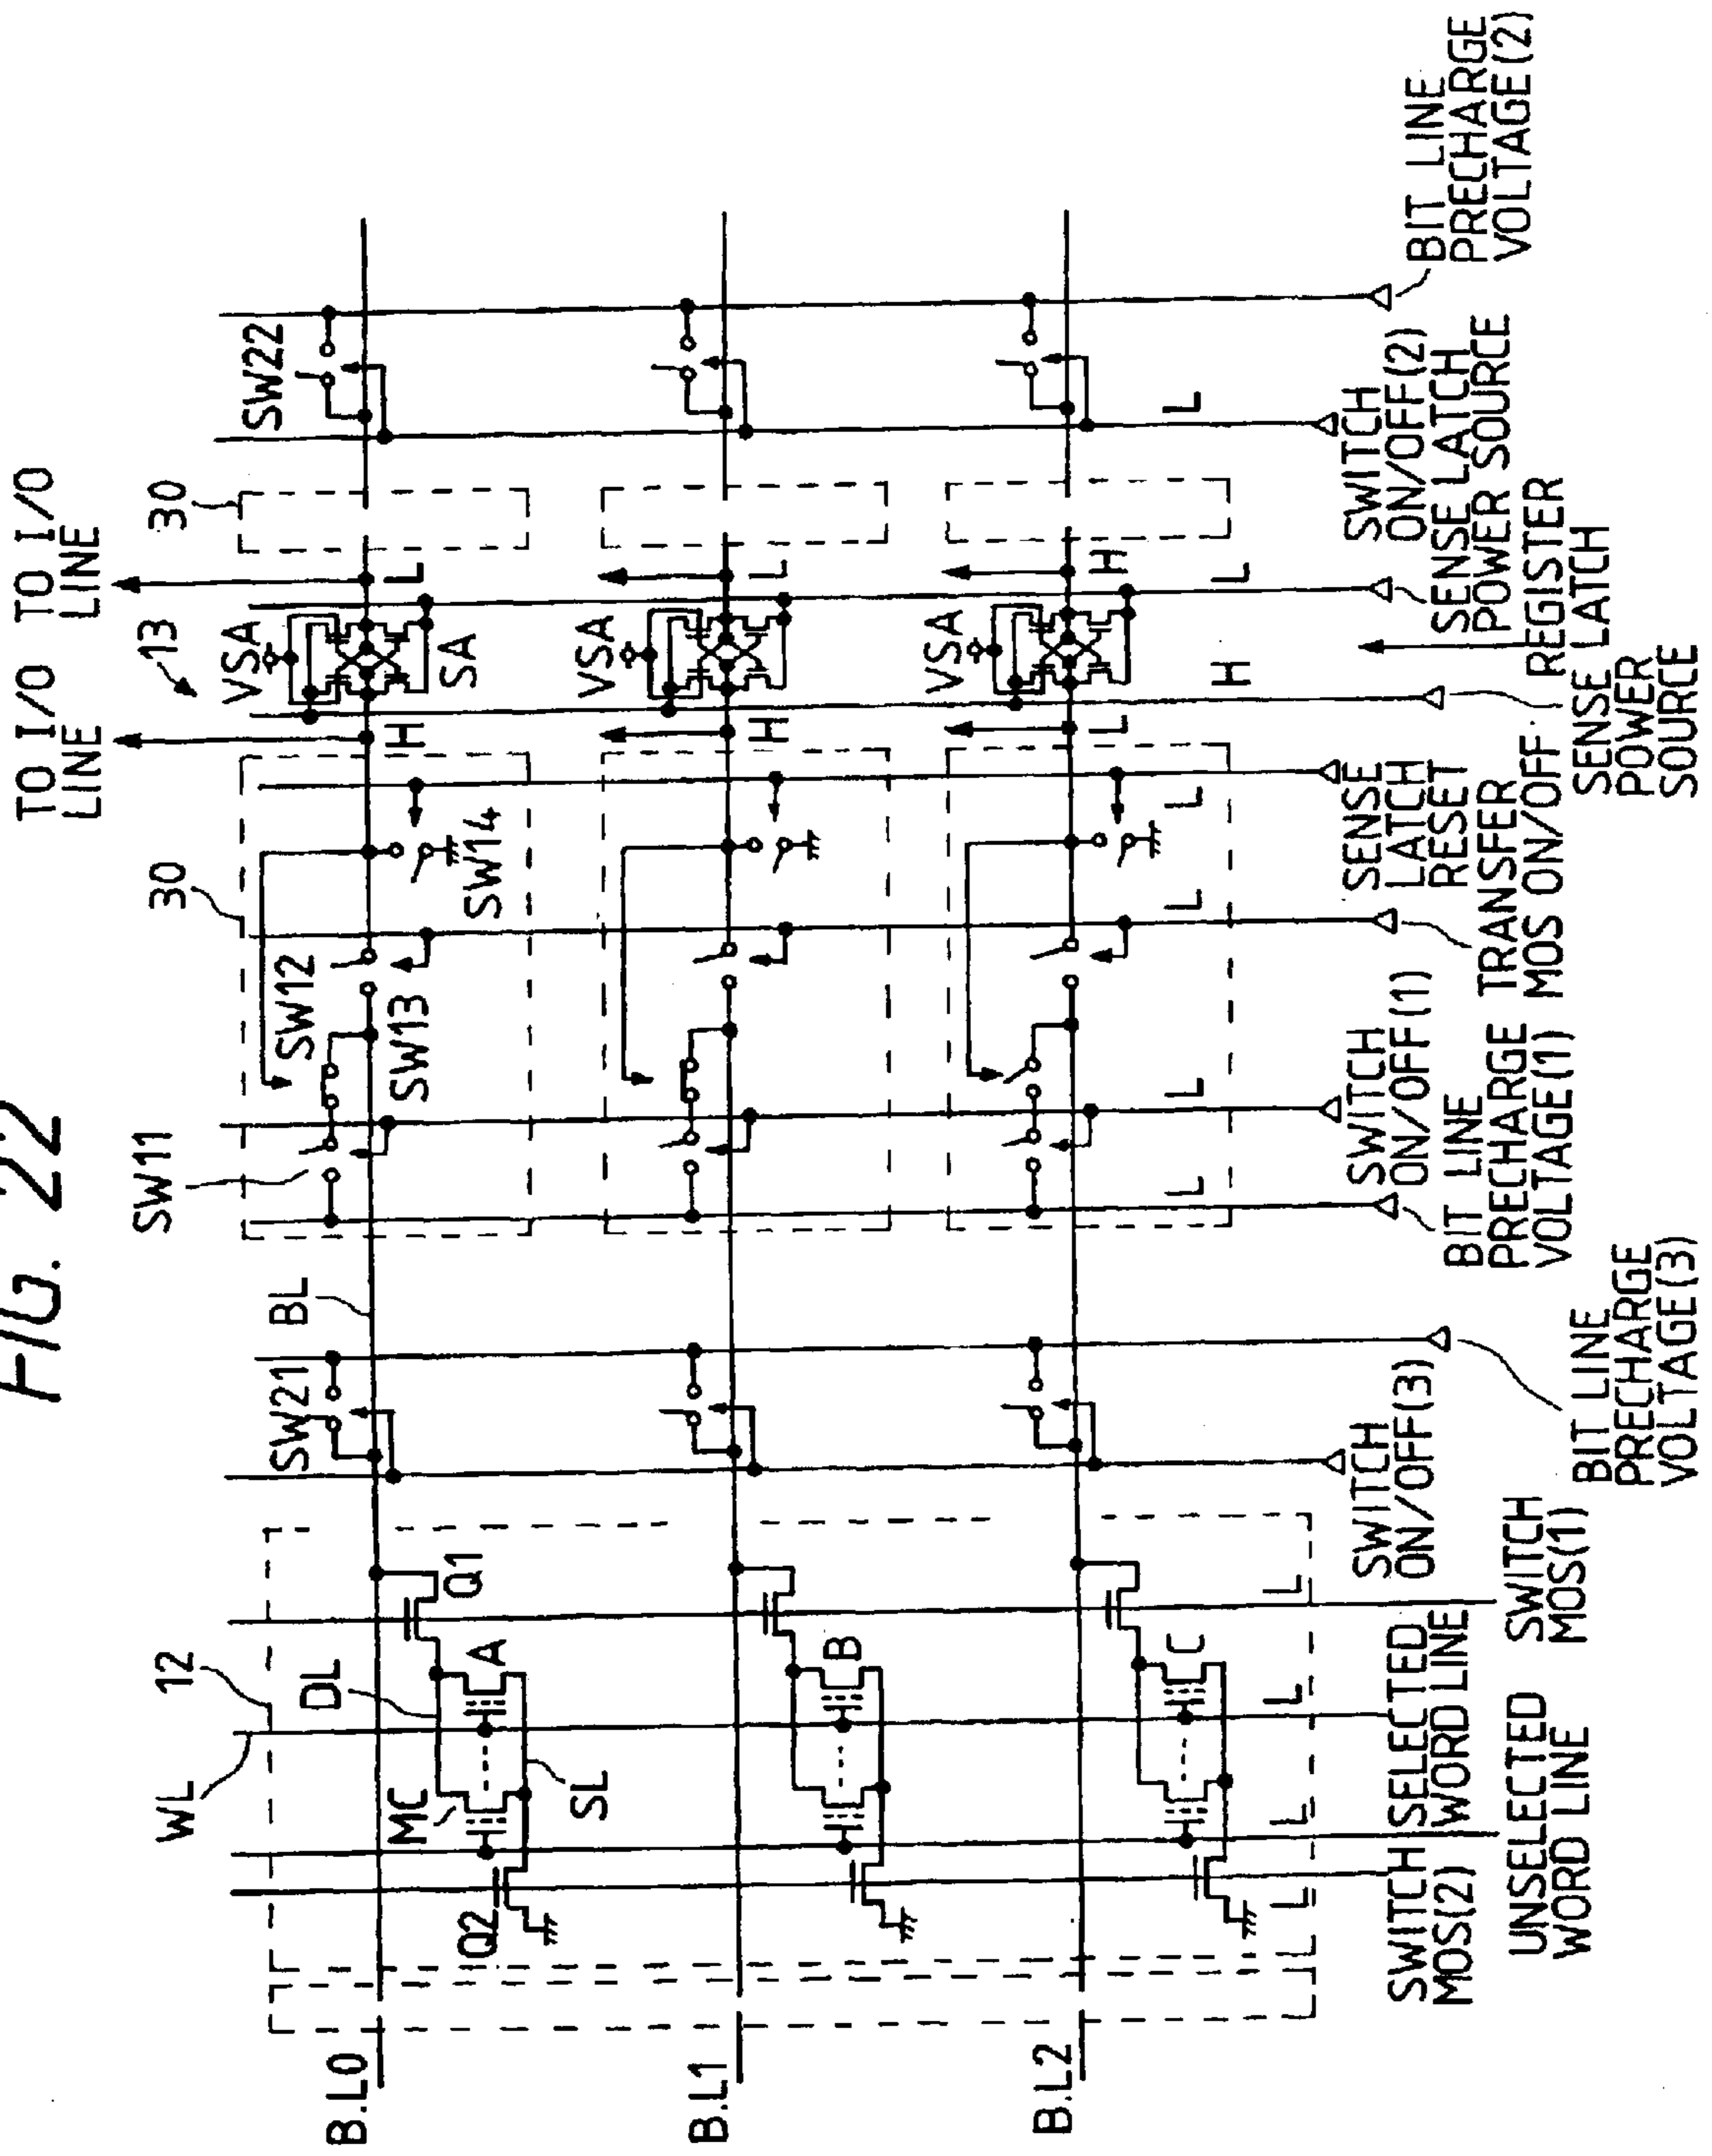 FIG. 22
TO I/O
LINE
TO I/O
LINE
13
30
30
SW11
SW12
SW13
SW14
VSA
SA
SW22
H
L
VSA
H
L
VSA
L
H
12
WL
DL
MC
A
Q1
Q2
SL
SW21
BL
B
C
B.L0
B.L1
B.L2
L
L
L
L
L
L
L
L
H
L
L
SWITCH
MOS(2)
UNSELECTED
WORD LINE
SELECTED
WORD LINE
SWITCH
MOS(1)
SWITCH
ON/OFF(3)
BIT LINE
PRECHARGE
VOLTAGE(3)
BIT LINE
PRECHARGE
VOLTAGE(1)
SWITCH
ON/OFF(1)
TRANSFER
MOS ON/OFF
SENSE
LATCH
RESET
SENSE LATCH
POWER
SOURCE
REGISTER
SENSE LATCH
POWER SOURCE
SWITCH
ON/OFF(2)
BIT LINE
PRECHARGE
VOLTAGE(2)